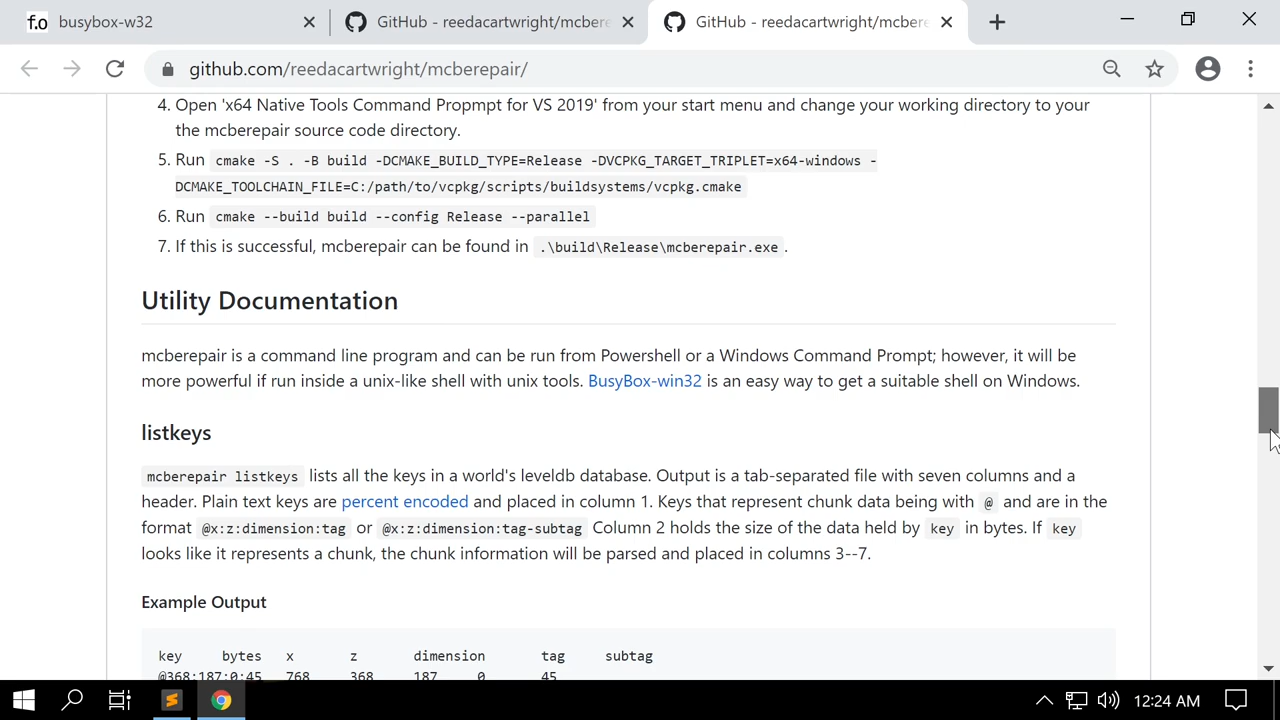 f.o busybox-w32
GitHub - reedacartwright/mcbere
GitHub - reedacartwright/mcbere
github.com/reedacartwright/mcberepair/
4. Open 'x64 Native Tools Command Propmpt for VS 2019' from your start menu and change your working directory to your
the mcberepair source code directory.
5. Run cmake -S . -B build -DCMAKE_BUILD_TYPE=Release -DVCPKG_TARGET_TRIPLET=x64-windows -
DCMAKE_TOOLCHAIN_FILE=C:/path/to/vcpkg/scripts/buildsystems/vcpkg.cmake
6. Run cmake --build build --config Release --parallel
7. If this is successful, mcberepair can be found in .\build\Release\mcberepair.exe .
Utility Documentation
mcberepair is a command line program and can be run from Powershell or a Windows Command Prompt; however, it will be
more powerful if run inside a unix-like shell with unix tools. BusyBox-win32 is an easy way to get a suitable shell on Windows.
listkeys
mcberepair listkeys lists all the keys in a world's leveldb database. Output is a tab-separated file with seven columns and a
header. Plain text keys are percent encoded and placed in column 1. Keys that represent chunk data being with @ and are in the
format @x:z:dimension:tag or @x:z:dimension:tag-subtag Column 2 holds the size of the data held by key in bytes. If key
looks like it represents a chunk, the chunk information will be parsed and placed in columns 3--7.
Example Output
key bytes x z dimension tag subtag
@368:187:0:45 768 368 187 0 45
12:24 AM